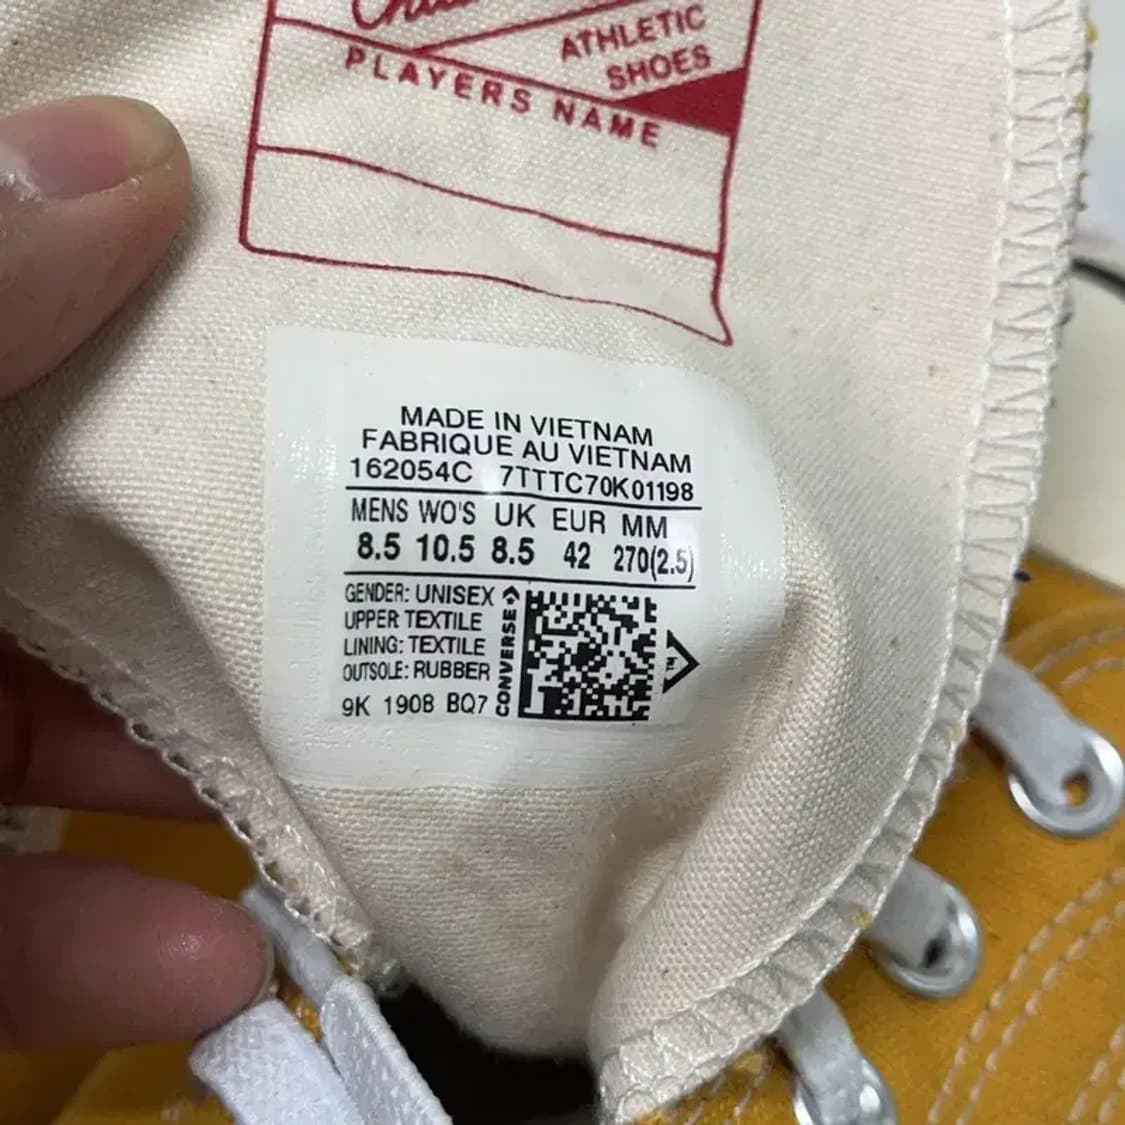 ATHLETIC
SHOES
PLAYERS NAME
MADE IN VIETNAM
FABRIQUE AU VIETNAM
162054C 7TTTC70K01198
MENS WO'S UK EUR MM
8.5 10.5 8.5 42 270(2.5)
GENDER: UNISEX
UPPER TEXTILE
LINING: TEXTILE
OUTSOLE: RUBBER
9K 1908 BQ7
CONVERSE
TM